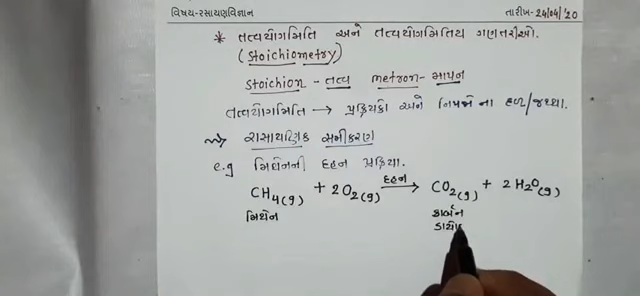 વિષય-રસાયણવિજ્ઞાન તારીખ-24/04/'20
* તત્વયોગમિતિ અને તત્વયોગમિતિય ગણતરીઓ.
(Stoichiometry)
Stoichion - તત્વ metron - માપન
તત્વયોગમિતિ → પ્રક્રિયકો અને નિપજો ના દળ/જથ્થા.
રાસાયણિક સમીકરણ
e.g મિથેનની દહન પ્રક્રિયા.
CH₄(g) + 2O₂(g) દહન→ CO₂(g) + 2H₂O(g)
મિથેન કાર્બન
ડાયો